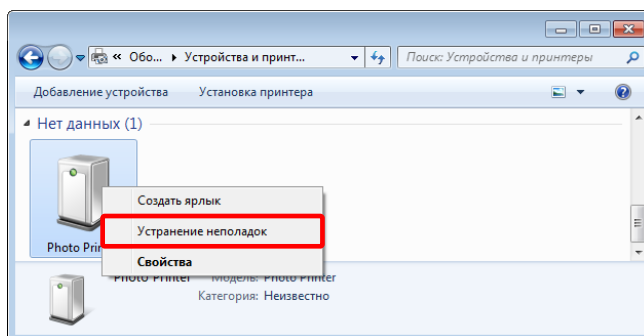 « Обо... ▸ Устройства и принт...
Поиск: Устройства и принтеры
Добавление устройства Установка принтера
Нет данных (1)
Создать ярлык
Устранение неполадок
Свойства
Photo Prin
Photo Printer Модель: Photo Printer
Категория: Неизвестно